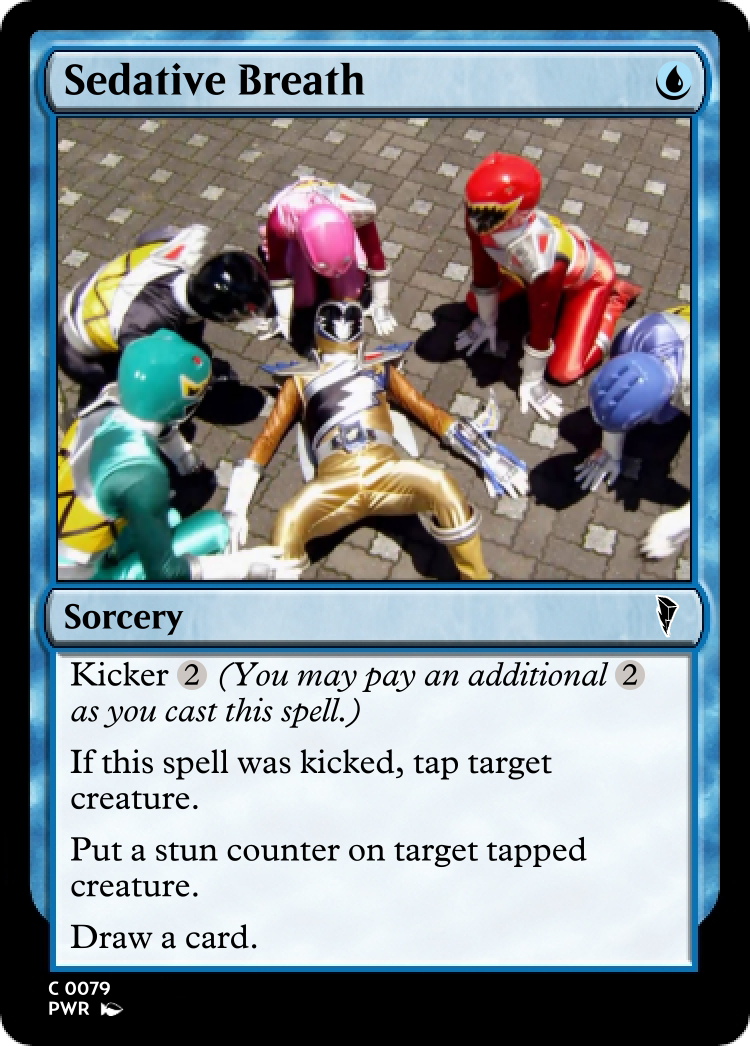 Sedative Breath
Sorcery
Kicker 2 (You may pay an additional 2
as you cast this spell.)
If this spell was kicked, tap target
creature.
Put a stun counter on target tapped
creature.
Draw a card.
C 0079
PWR